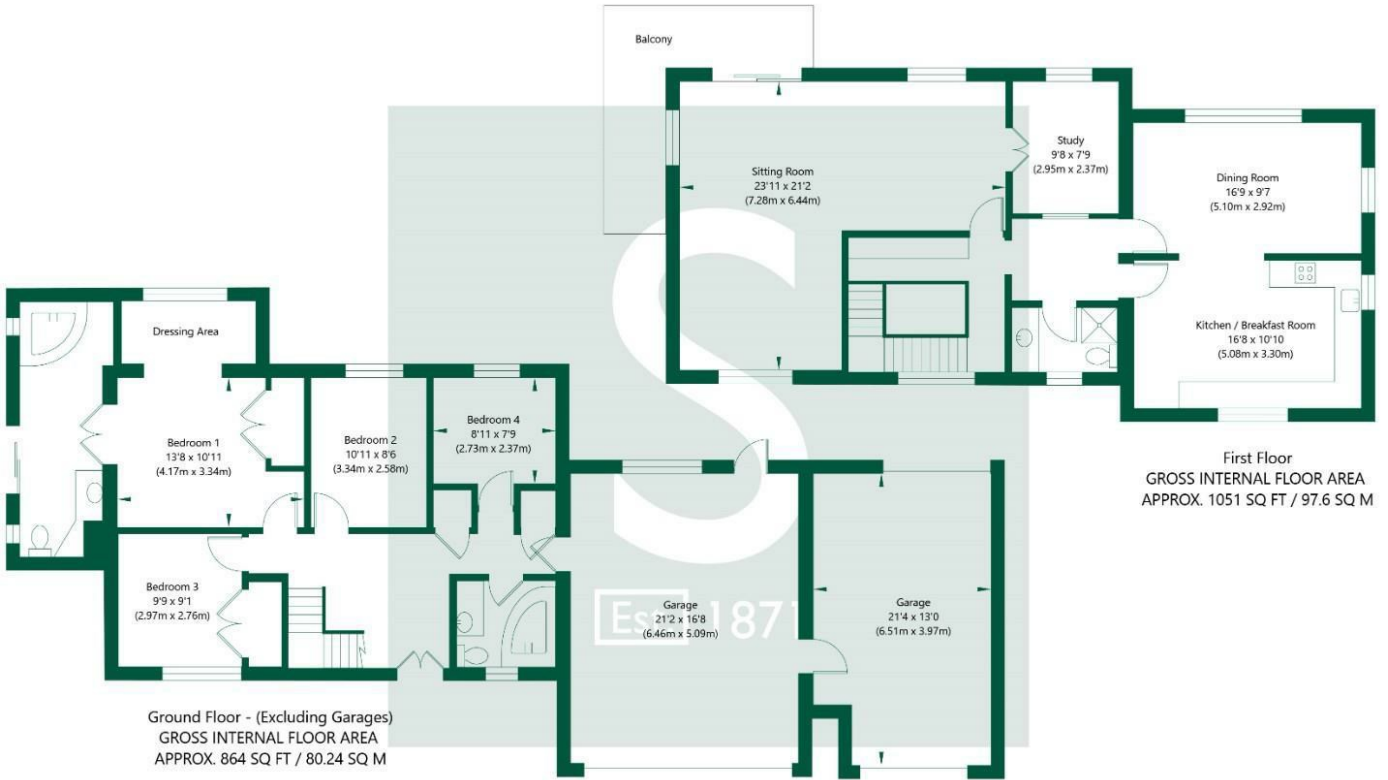 Balcony
Sitting Room
23'11 x 21'2
(7.28m x 6.44m)
Study
9'8 x 7'9
(2.95m x 2.37m)
Dining Room
16'9 x 9'7
(5.10m x 2.92m)
Kitchen / Breakfast Room
16'8 x 10'10
(5.08m x 3.30m)
First Floor
GROSS INTERNAL FLOOR AREA
APPROX. 1051 SQ FT / 97.6 SQ M
Dressing Area
Bedroom 1
13'8 x 10'11
(4.17m x 3.34m)
Bedroom 2
10'11 x 8'6
(3.34m x 2.58m)
Bedroom 4
8'11 x 7'9
(2.73m x 2.37m)
Bedroom 3
9'9 x 9'1
(2.97m x 2.76m)
Garage
21'2 x 16'8
(6.46m x 5.09m)
Garage
21'4 x 13'0
(6.51m x 3.97m)
S
Est 1871
Ground Floor - (Excluding Garages)
GROSS INTERNAL FLOOR AREA
APPROX. 864 SQ FT / 80.24 SQ M